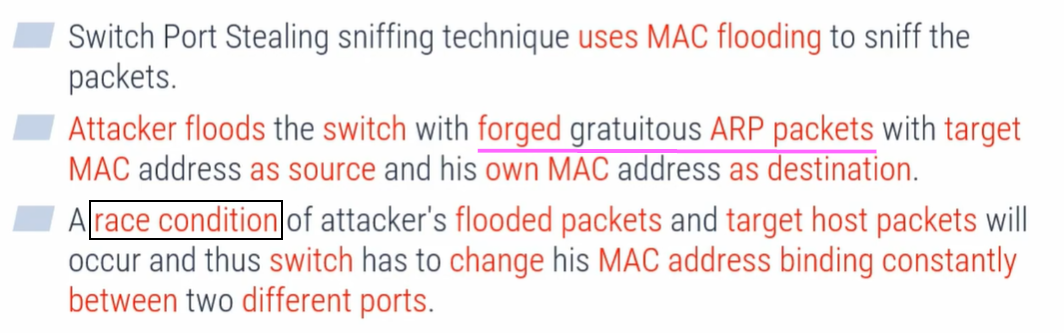 Switch Port Stealing sniffing technique uses MAC flooding to sniff the
packets.
Attacker floods the switch with forged gratuitous ARP packets with target
MAC address as source and his own MAC address as destination.
A race condition of attacker's flooded packets and target host packets will
occur and thus switch has to change his MAC address binding constantly
between two different ports.